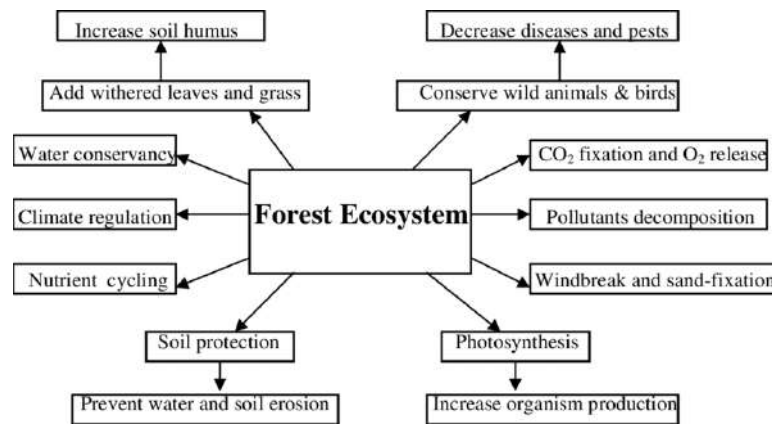 Increase soil humus
Decrease diseases and pests
Add withered leaves and grass
Conserve wild animals & birds
Water conservancy
CO₂ fixation and O₂ release
Forest Ecosystem
Climate regulation
Pollutants decomposition
Nutrient cycling
Windbreak and sand-fixation
Soil protection
Photosynthesis
Prevent water and soil erosion
Increase organism production